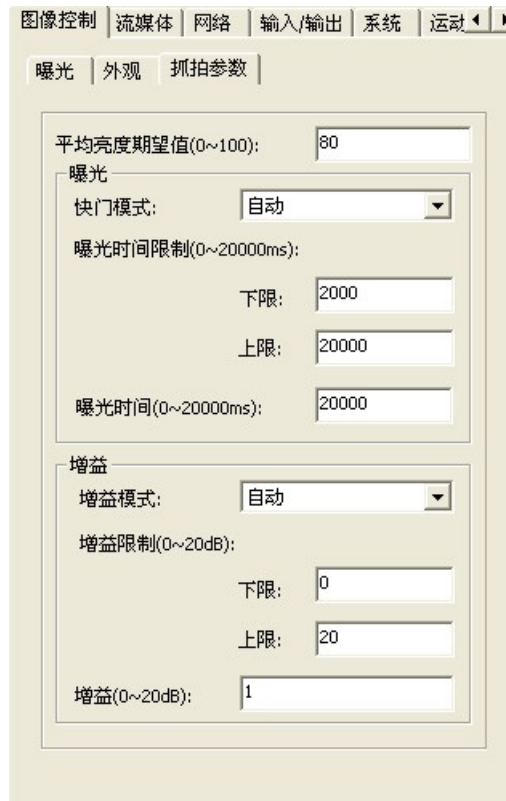 图像控制 流媒体 网络 输入/输出 系统 运动
曝光 外观 抓拍参数
平均亮度期望值(0~100): 80
曝光
快门模式: 自动
曝光时间限制(0~20000ms):
下限: 2000
上限: 20000
曝光时间(0~20000ms): 20000
增益
增益模式: 自动
增益限制(0~20dB):
下限: 0
上限: 20
增益(0~20dB): 1